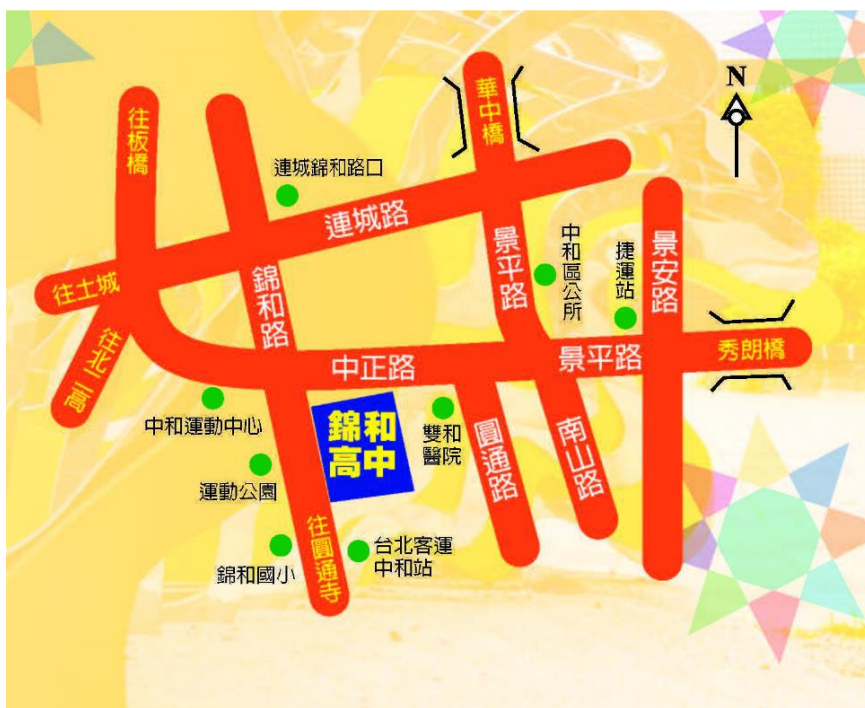 N
往板橋
華中橋
連城錦和路口
連城路
景平路
中和區公所
捷運站
景安路
往土城
錦和路
往北二高
中正路
景平路
秀朗橋
中和運動中心
錦和
高中
雙和
醫院
圓通路
南山路
運動公園
往圓通寺
錦和國小
台北客運
中和站